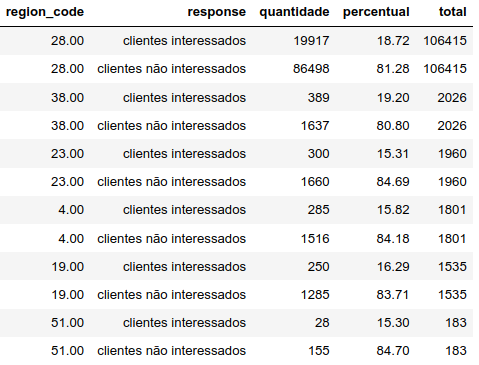 region_code response quantidade percentual total
28.00 clientes interessados 19917 18.72 106415
28.00 clientes não interessados 86498 81.28 106415
38.00 clientes interessados 389 19.20 2026
38.00 clientes não interessados 1637 80.80 2026
23.00 clientes interessados 300 15.31 1960
23.00 clientes não interessados 1660 84.69 1960
4.00 clientes interessados 285 15.82 1801
4.00 clientes não interessados 1516 84.18 1801
19.00 clientes interessados 250 16.29 1535
19.00 clientes não interessados 1285 83.71 1535
51.00 clientes interessados 28 15.30 183
51.00 clientes não interessados 155 84.70 183